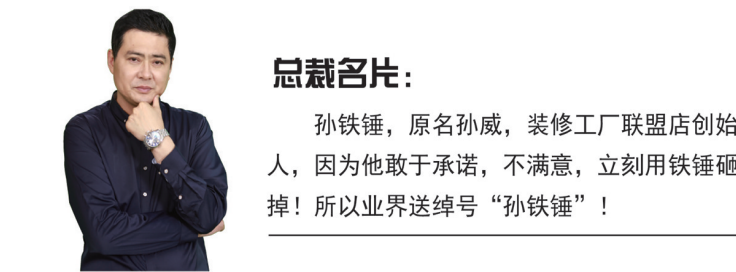 总裁名片：
孙铁锤，原名孙威，装修工厂联盟店创始
人，因为他敢于承诺，不满意，立刻用铁锤砸
掉！所以业界送绰号“孙铁锤”！